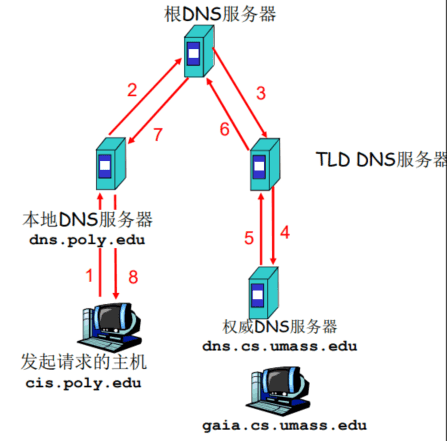 根DNS服务器
2
3
7
6
TLD DNS服务器
本地DNS服务器
dns.poly.edu
5
4
1
8
权威DNS服务器
dns.cs.umass.edu
发起请求的主机
cis.poly.edu
gaia.cs.umass.edu